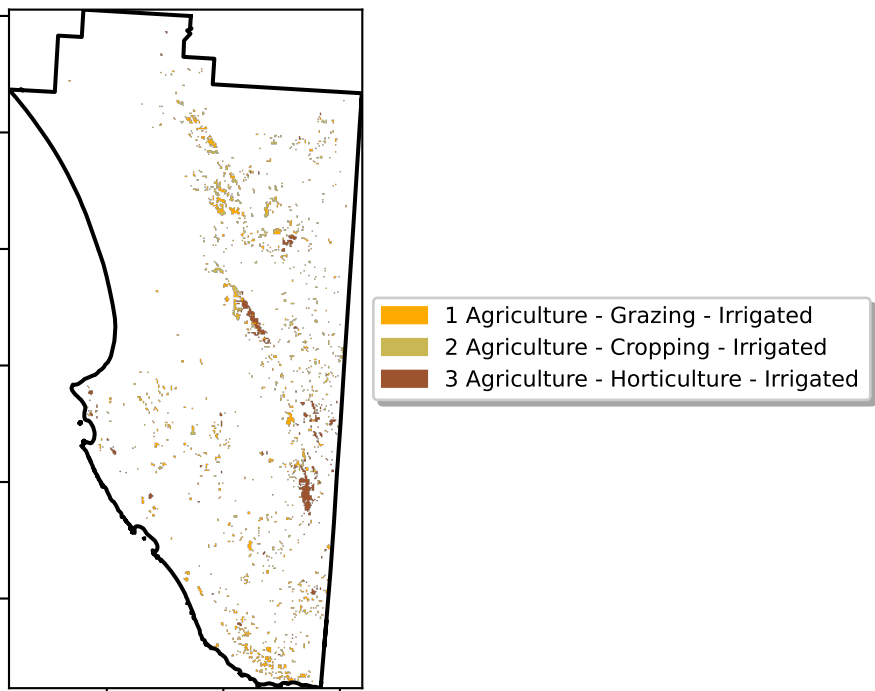 1 Agriculture - Grazing - Irrigated
2 Agriculture - Cropping - Irrigated
3 Agriculture - Horticulture - Irrigated